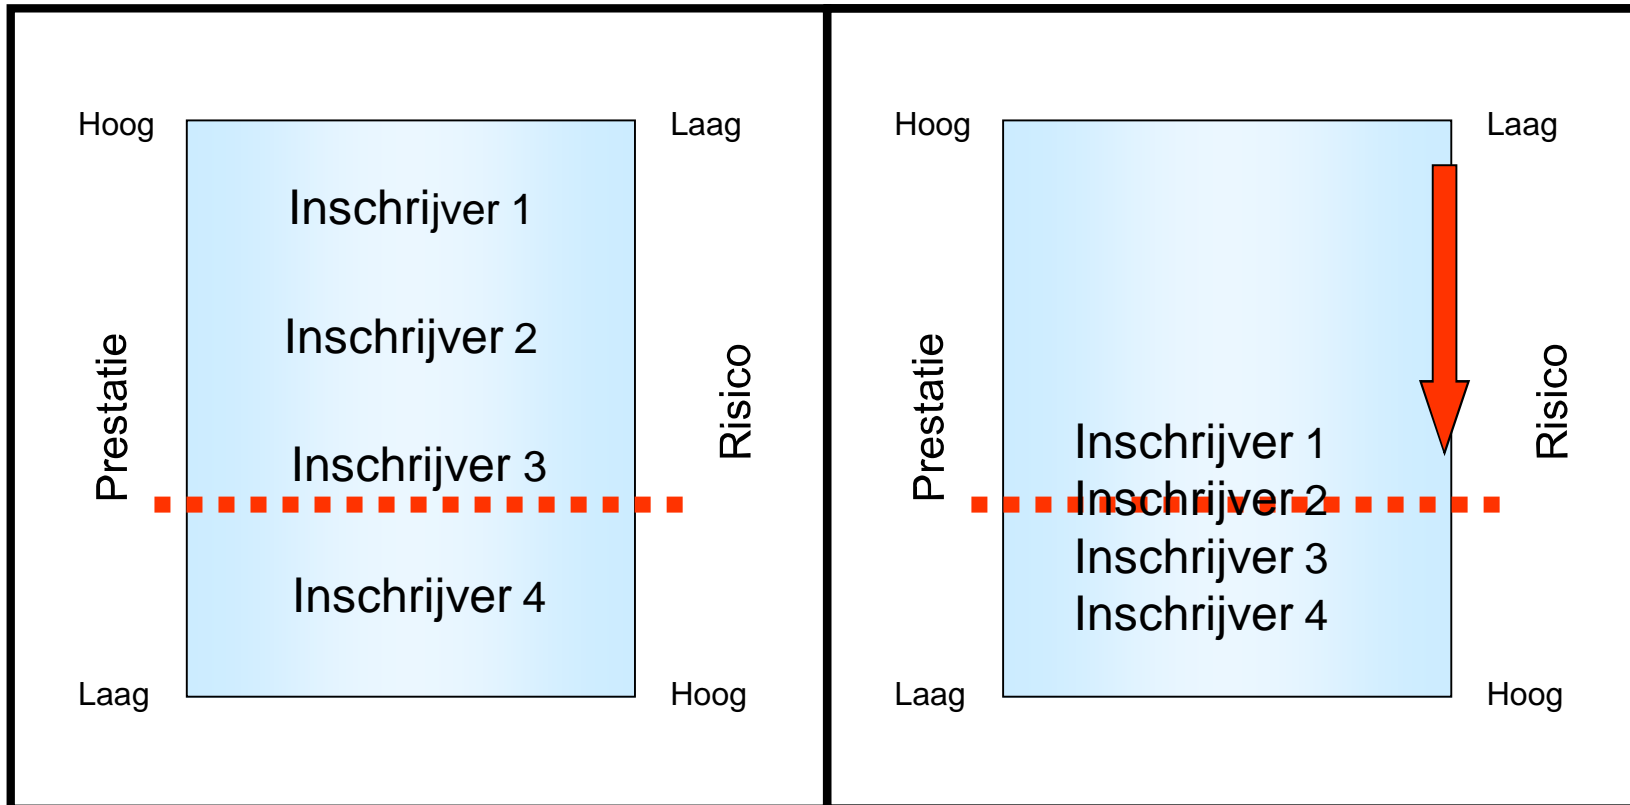 Hoog
Laag
Inschrijver 1
Inschrijver 2
Inschrijver 3
Inschrijver 4
Prestatie
Risico
Laag
Hoog
Hoog
Laag
Inschrijver 1
Inschrijver 2
Inschrijver 3
Inschrijver 4
Prestatie
Risico
Laag
Hoog